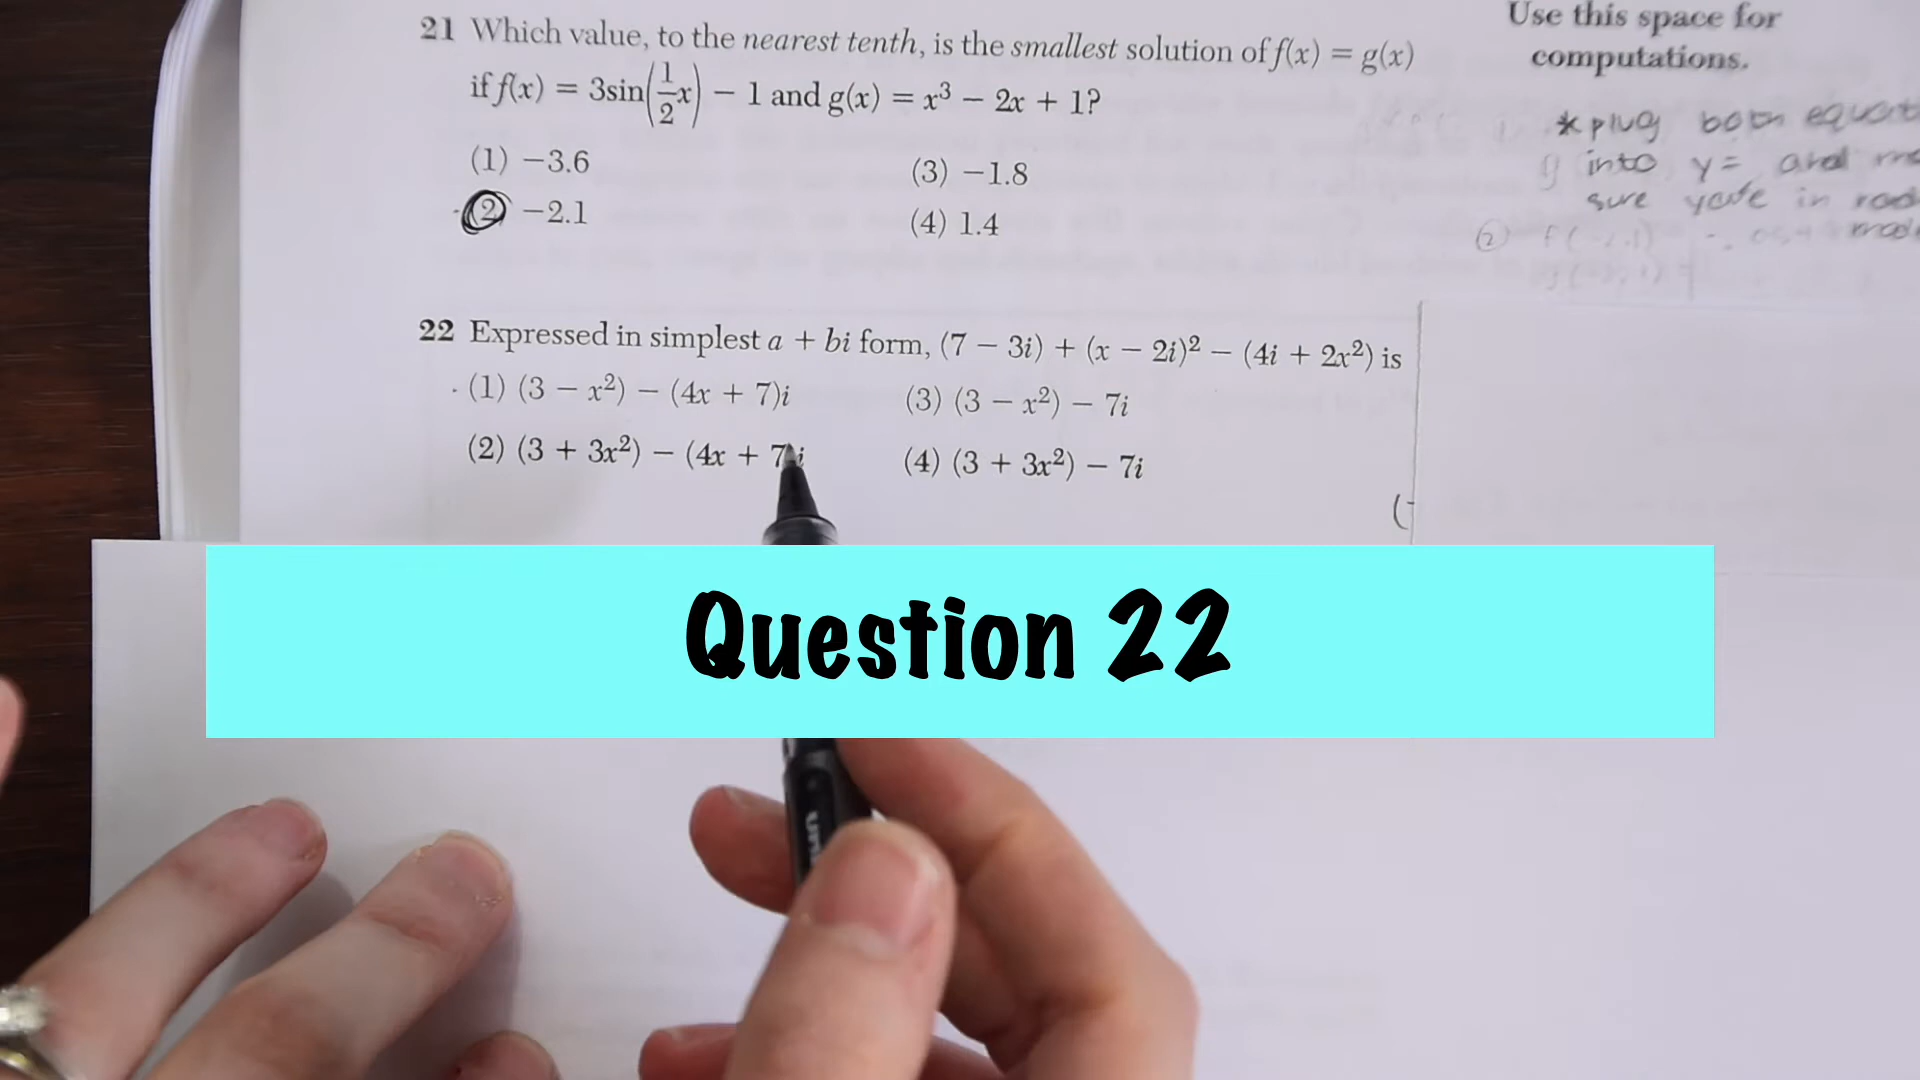 21 Which value, to the nearest tenth, is the smallest solution of f(x) = g(x)
if f(x) = 3sin(1/2 x) − 1 and g(x) = x³ − 2x + 1?
(1) −3.6
(2) −2.1
(3) −1.8
(4) 1.4
Use this space for
computations.
*plug both
into y= and
sure you're in
22 Expressed in simplest a + bi form, (7 − 3i) + (x − 2i)² − (4i + 2x²) is
(1) (3 − x²) − (4x + 7)i
(2) (3 + 3x²) − (4x + 7)i
(3) (3 − x²) − 7i
(4) (3 + 3x²) − 7i
Question 22
uni